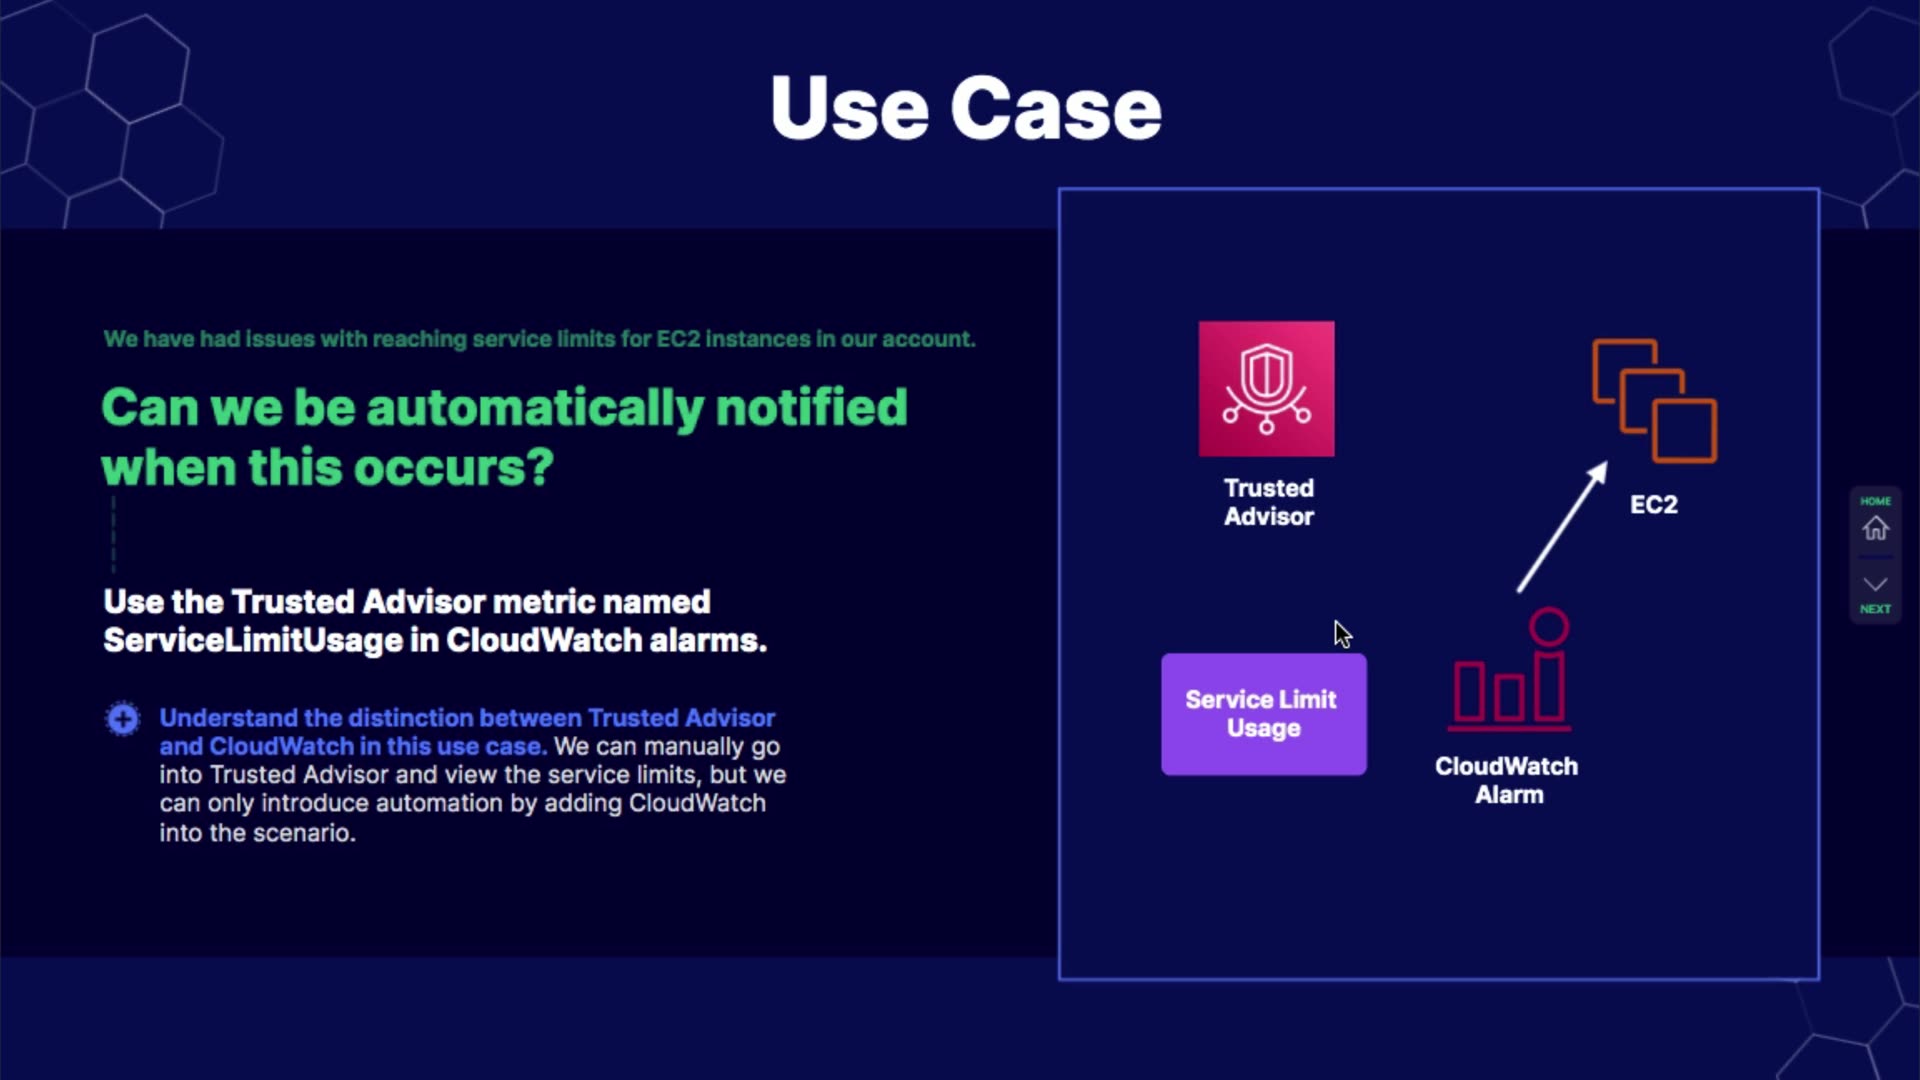 Use Case
We have had issues with reaching service limits for EC2 instances in our account.
Can we be automatically notified
when this occurs?
Use the Trusted Advisor metric named
ServiceLimitUsage in CloudWatch alarms.
Understand the distinction between Trusted Advisor
and CloudWatch in this use case. We can manually go
into Trusted Advisor and view the service limits, but we
can only introduce automation by adding CloudWatch
into the scenario.
Trusted
Advisor
EC2
Service Limit
Usage
CloudWatch
Alarm
HOME
NEXT